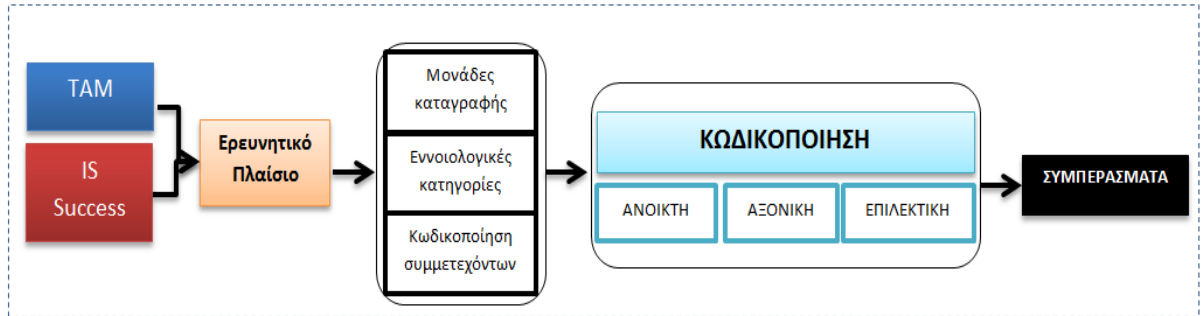 TAM
IS
Success
Ερευνητικό
Πλαίσιο
Μονάδες
καταγραφής
Εννοιολογικές
κατηγορίες
Κωδικοποίηση
συμμετεχόντων
ΚΩΔΙΚΟΠΟΙΗΣΗ
ΑΝΟΙΚΤΗ
ΑΞΟΝΙΚΗ
ΕΠΙΛΕΚΤΙΚΗ
ΣΥΜΠΕΡΑΣΜΑΤΑ